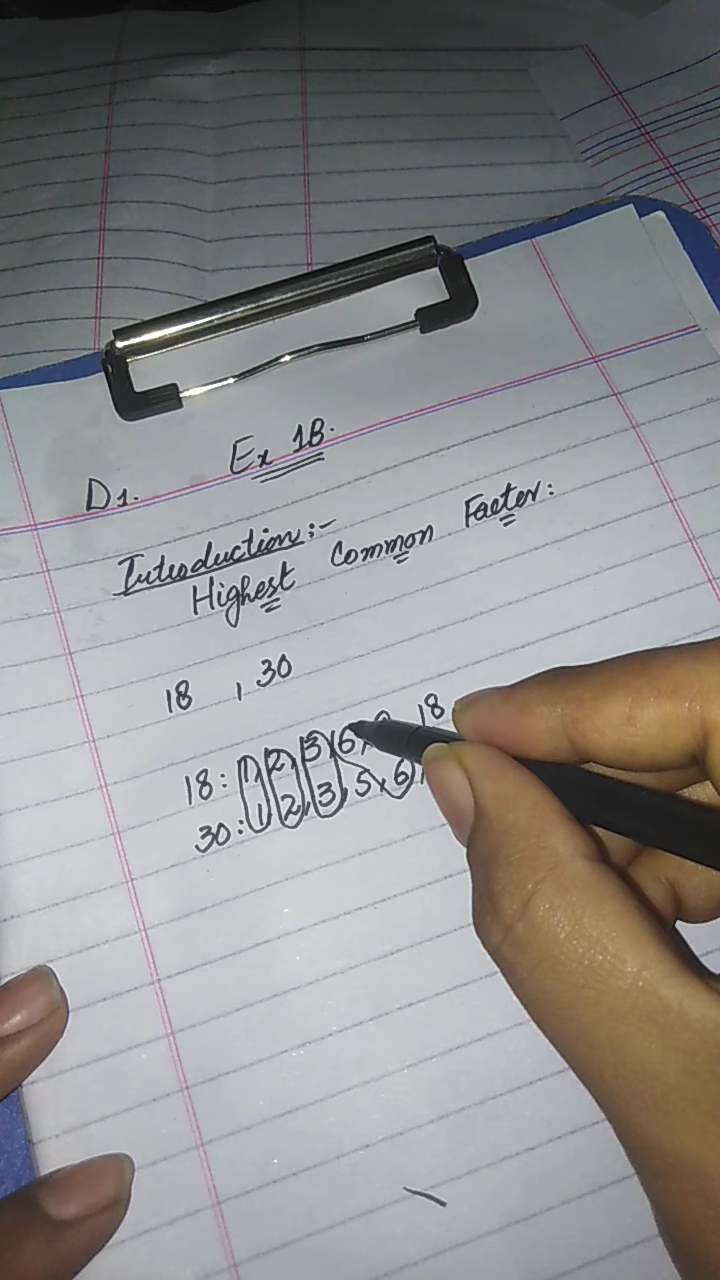 Ex 1B.
D1.
Introduction:-
Highest Common Factor:
18 , 30
18: 1, 2, 3, 6, 18
30: 1, 2, 3, 5, 6,